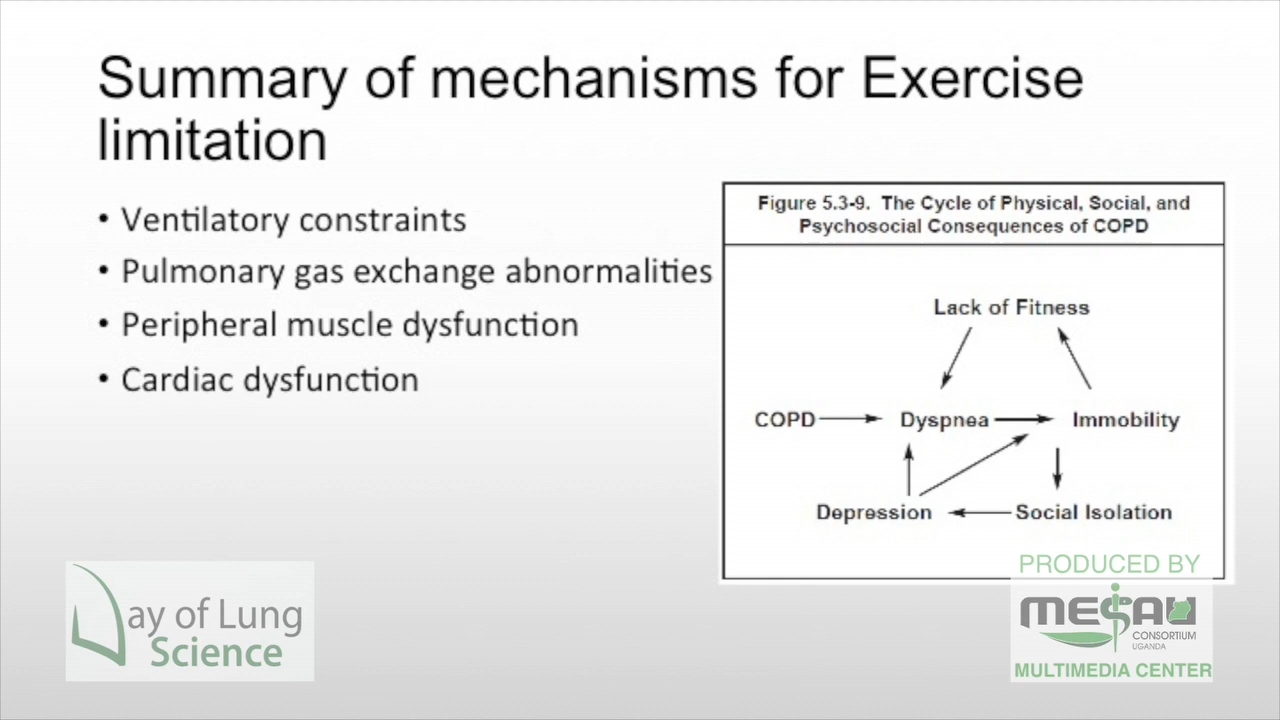 Summary of mechanisms for Exercise
limitation
• Ventilatory constraints
• Pulmonary gas exchange abnormalities
• Peripheral muscle dysfunction
• Cardiac dysfunction
Figure 5.3-9. The Cycle of Physical, Social, and
Psychosocial Consequences of COPD
Lack of Fitness
COPD Dyspnea Immobility
Depression Social Isolation
Day of Lung
Science
PRODUCED BY
MESAU
CONSORTIUM
UGANDA
MULTIMEDIA CENTER